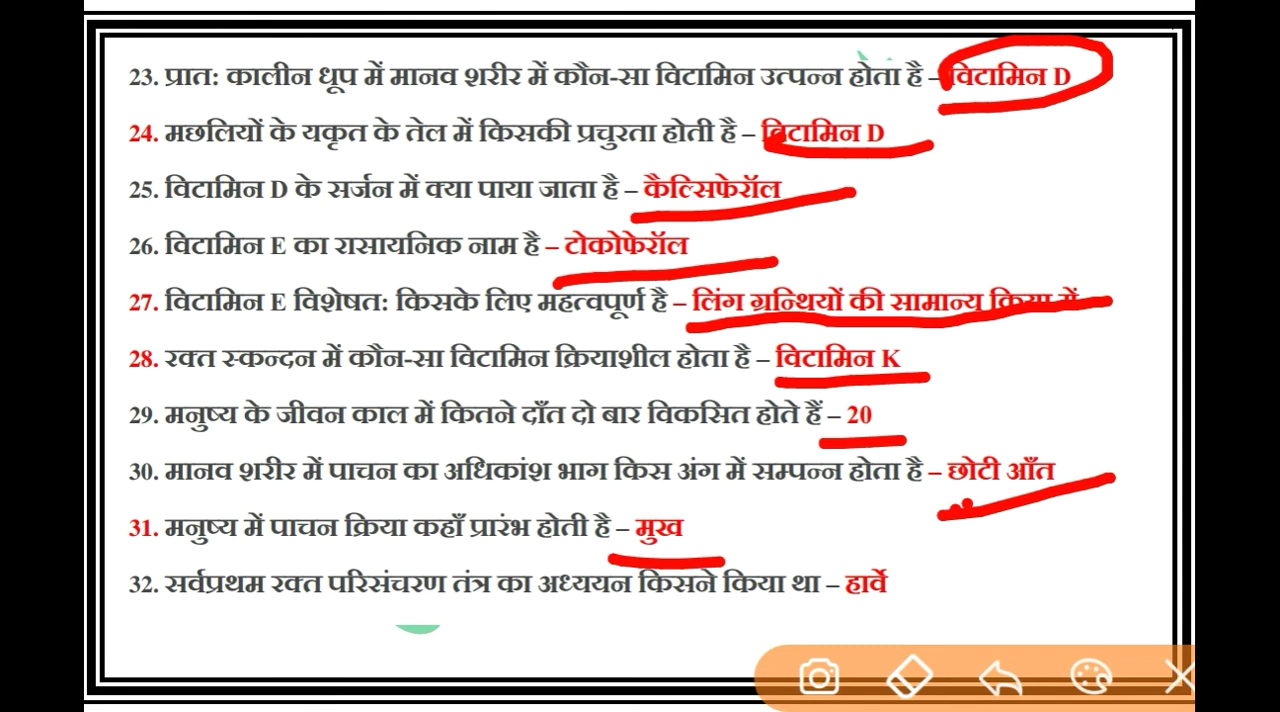 23. प्रात: कालीन धूप में मानव शरीर में कौन-सा विटामिन उत्पन्न होता है – विटामिन D
24. मछलियों के यकृत के तेल में किसकी प्रचुरता होती है – विटामिन D
25. विटामिन D के सर्जन में क्या पाया जाता है – कैल्सिफेरॉल
26. विटामिन E का रासायनिक नाम है – टोकोफेरॉल
27. विटामिन E विशेषत: किसके लिए महत्वपूर्ण है – लिंग ग्रन्थियों की सामान्य क्रिया में
28. रक्त स्कन्दन में कौन-सा विटामिन क्रियाशील होता है – विटामिन K
29. मनुष्य के जीवन काल में कितने दाँत दो बार विकसित होते हैं – 20
30. मानव शरीर में पाचन का अधिकांश भाग किस अंग में सम्पन्न होता है – छोटी आँत
31. मनुष्य में पाचन क्रिया कहाँ प्रारंभ होती है – मुख
32. सर्वप्रथम रक्त परिसंचरण तंत्र का अध्ययन किसने किया था – हार्वे